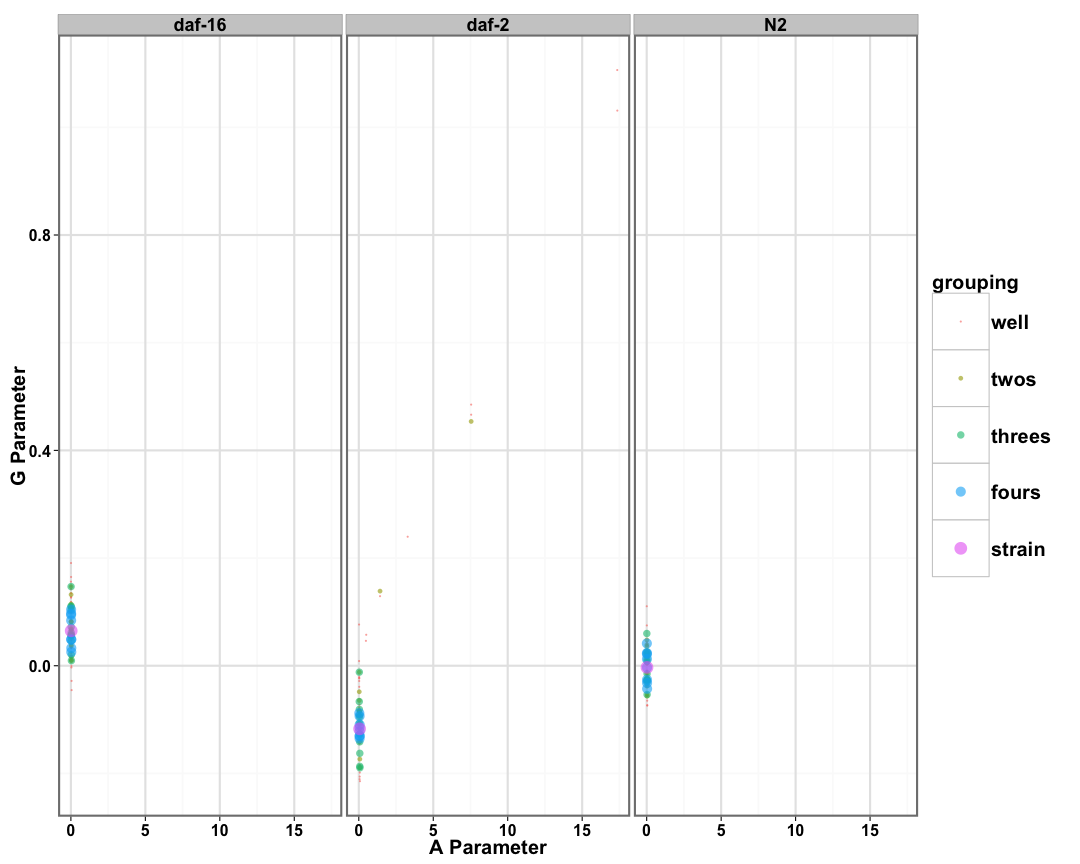 daf-16 daf-2 N2
0.8
0.4
0.0
G Parameter
0 5 10 15 0 5 10 15 0 5 10 15
A Parameter
grouping
well
twos
threes
fours
strain